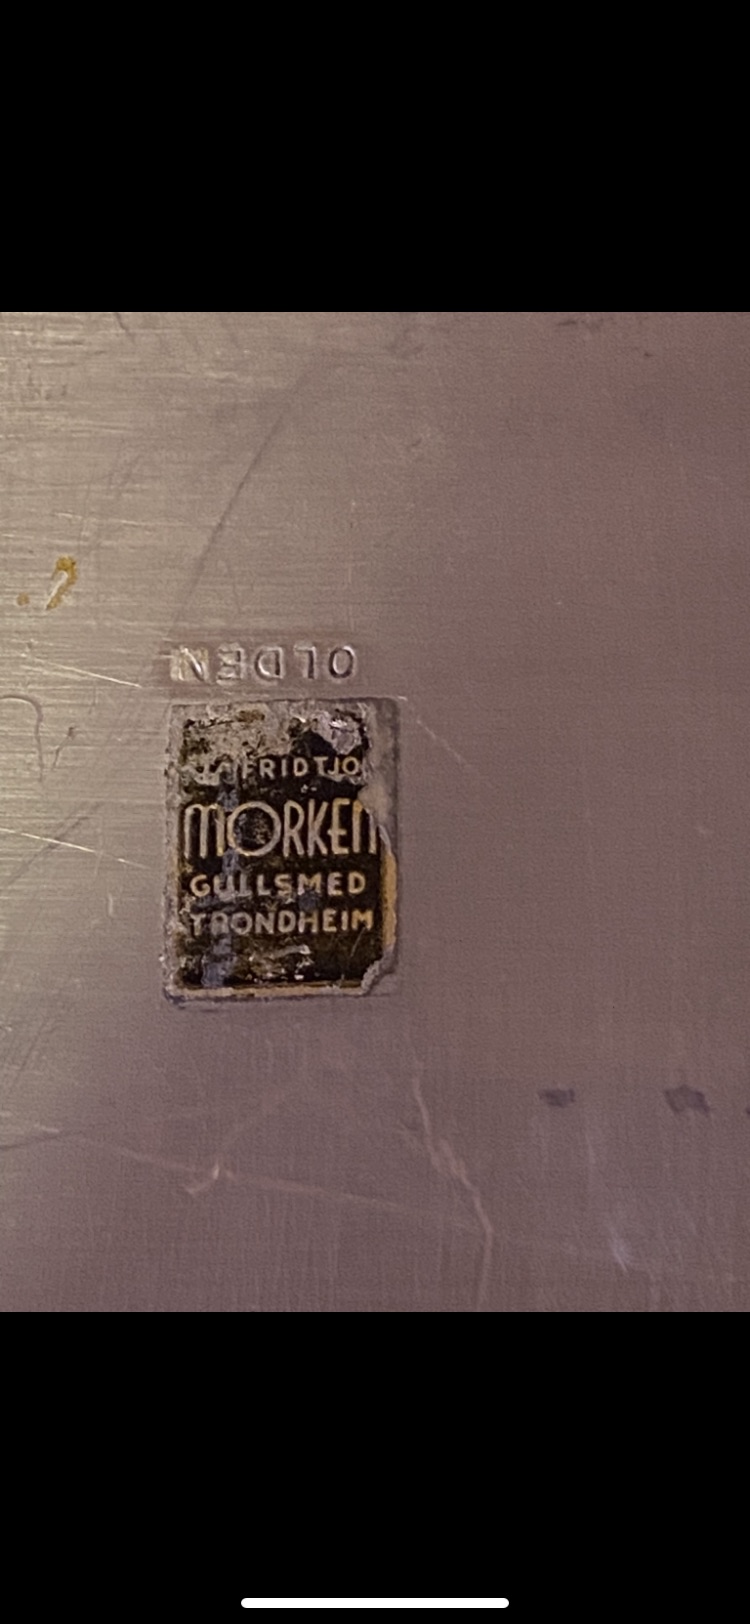 OLDEN
FRIDTJO
MORKEN
GULLSMED
TRONDHEIM